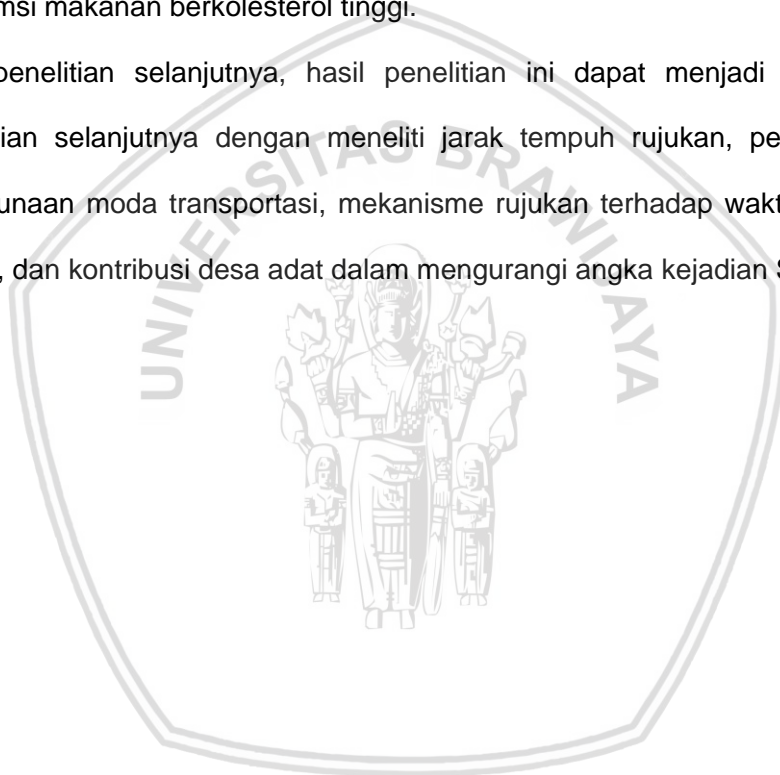 msi makanan berkolesterol tinggi.
penelitian selanjutnya, hasil penelitian ini dapat menjadi
ian selanjutnya dengan meneliti jarak tempuh rujukan, pe
unaan moda transportasi, mekanisme rujukan terhadap wakt
, dan kontribusi desa adat dalam mengurangi angka kejadian S
UNIVERSITAS BRAWIJAYA